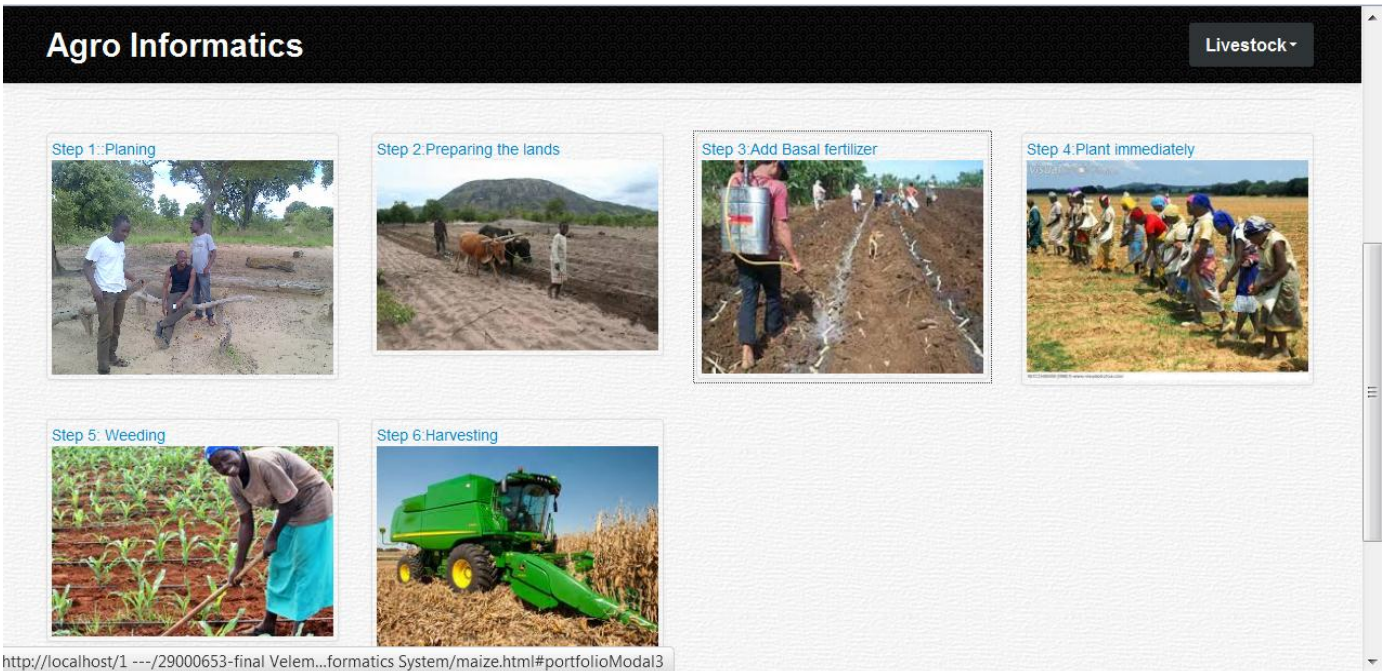 Agro Informatics
Livestock
Step 1::Planing
Step 2:Preparing the lands
Step 3:Add Basal fertilizer
Step 4:Plant immediately
Step 5: Weeding
Step 6:Harvesting
http://localhost/1 ---/29000653-final Velem...formatics System/maize.html#portfolioModal3